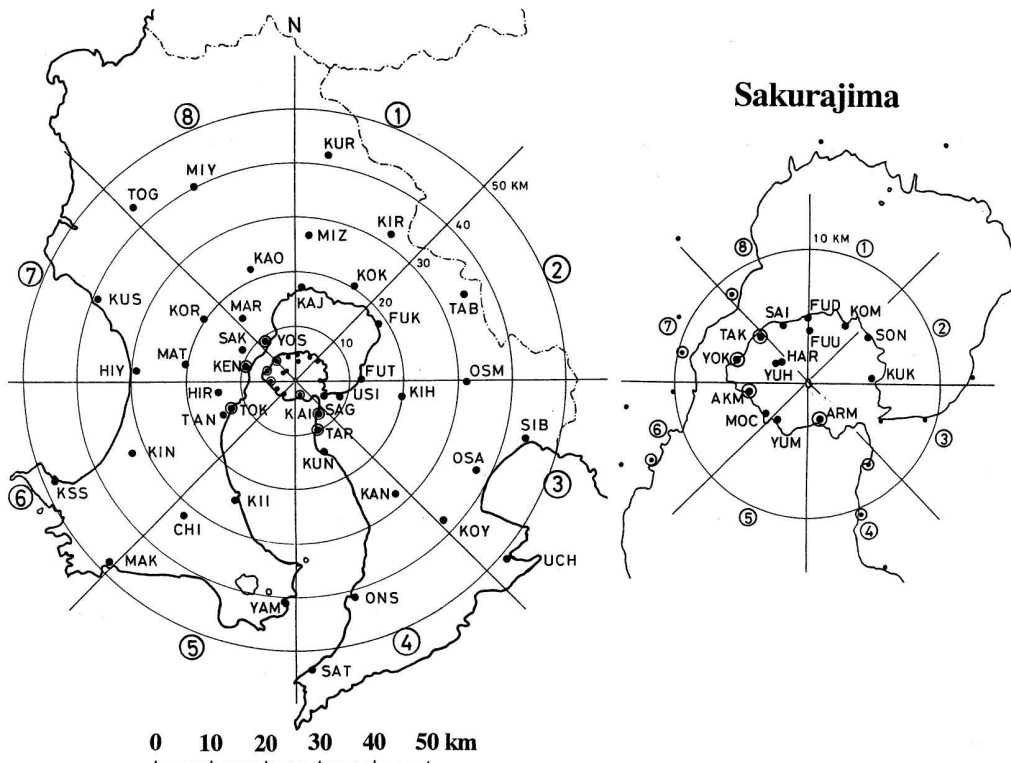 N
Sakurajima
⑧
①
KUR
MIY
50 KM
TOG
40
KIR
MIZ
30
⑦
②
KAO
KOK
20
KUS
KAJ
TAB
KOR
MAR
FUK
YOS
SAK
10
MAT
HIY
KEN
FUT
OSM
HIR
USI
KIH
TAN
TOK
KAI
SAG
TAR
SIB
KIN
KUN
OSA
⑥
KSS
③
KII
KAN
CHI
KOY
MAK
UCH
YAM
ONS
⑤
④
SAT
0 10 20 30 40 50 km
⑧
10 KM
①
⑦
SAI
FUD
KOM
②
TAK
FUU
SON
YOK
HAR
YUH
KUK
AKM
MOC
ARM
YUM
⑥
③
⑤
④